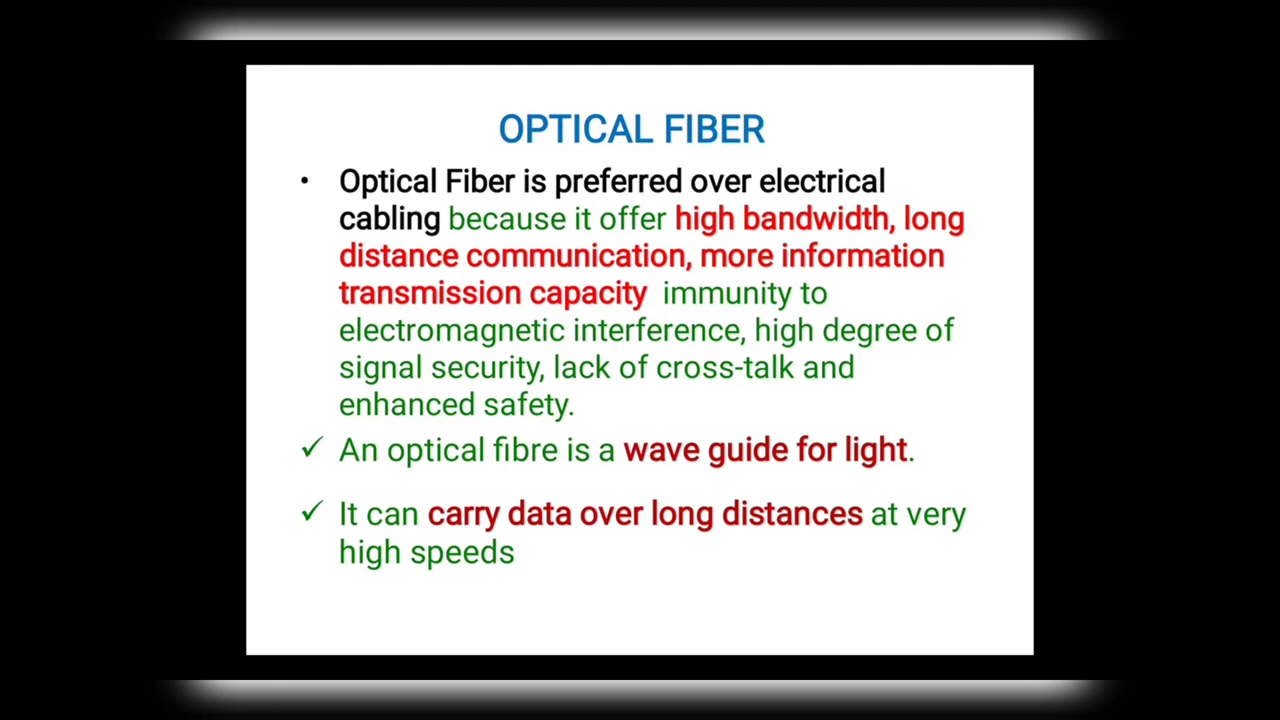 OPTICAL FIBER
• Optical Fiber is preferred over electrical
cabling because it offer high bandwidth, long
distance communication, more information
transmission capacity immunity to
electromagnetic interference, high degree of
signal security, lack of cross-talk and
enhanced safety.
✓ An optical fibre is a wave guide for light.
✓ It can carry data over long distances at very
high speeds